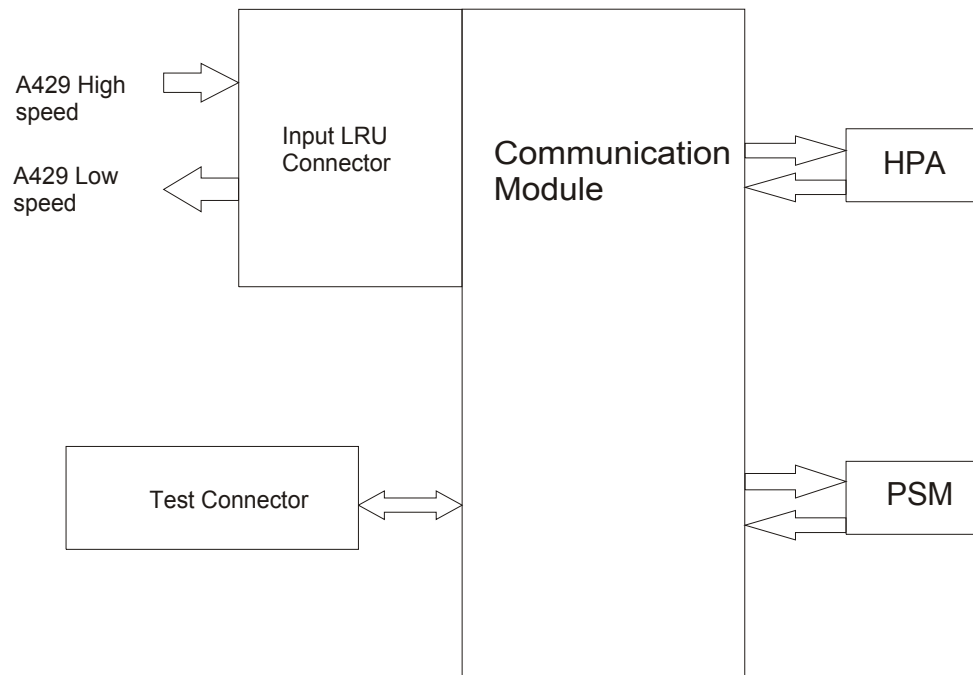 A429 High
speed
A429 Low
speed
Input LRU
Connector
Communication
Module
HPA
Test Connector
PSM